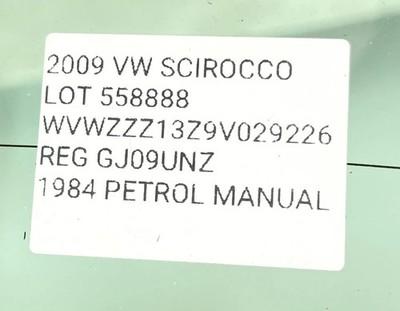 2009 VW SCIROCCO
LOT 558888
WVWZZZ13Z9V029226
REG GJ09UNZ
1984 PETROL MANUAL